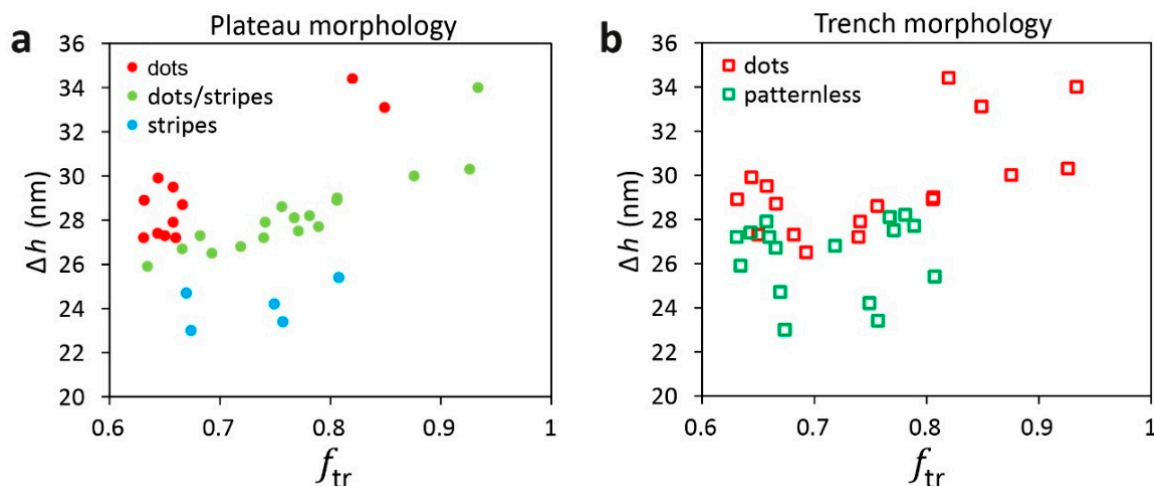 a
Plateau morphology
36
34
32
30
28
26
24
22
20
Δh (nm)
dots
dots/stripes
stripes
0.6 0.7 0.8 0.9 1
ftr
b
Trench morphology
36
34
32
30
28
26
24
22
20
Δh (nm)
dots
patternless
0.6 0.7 0.8 0.9 1
ftr